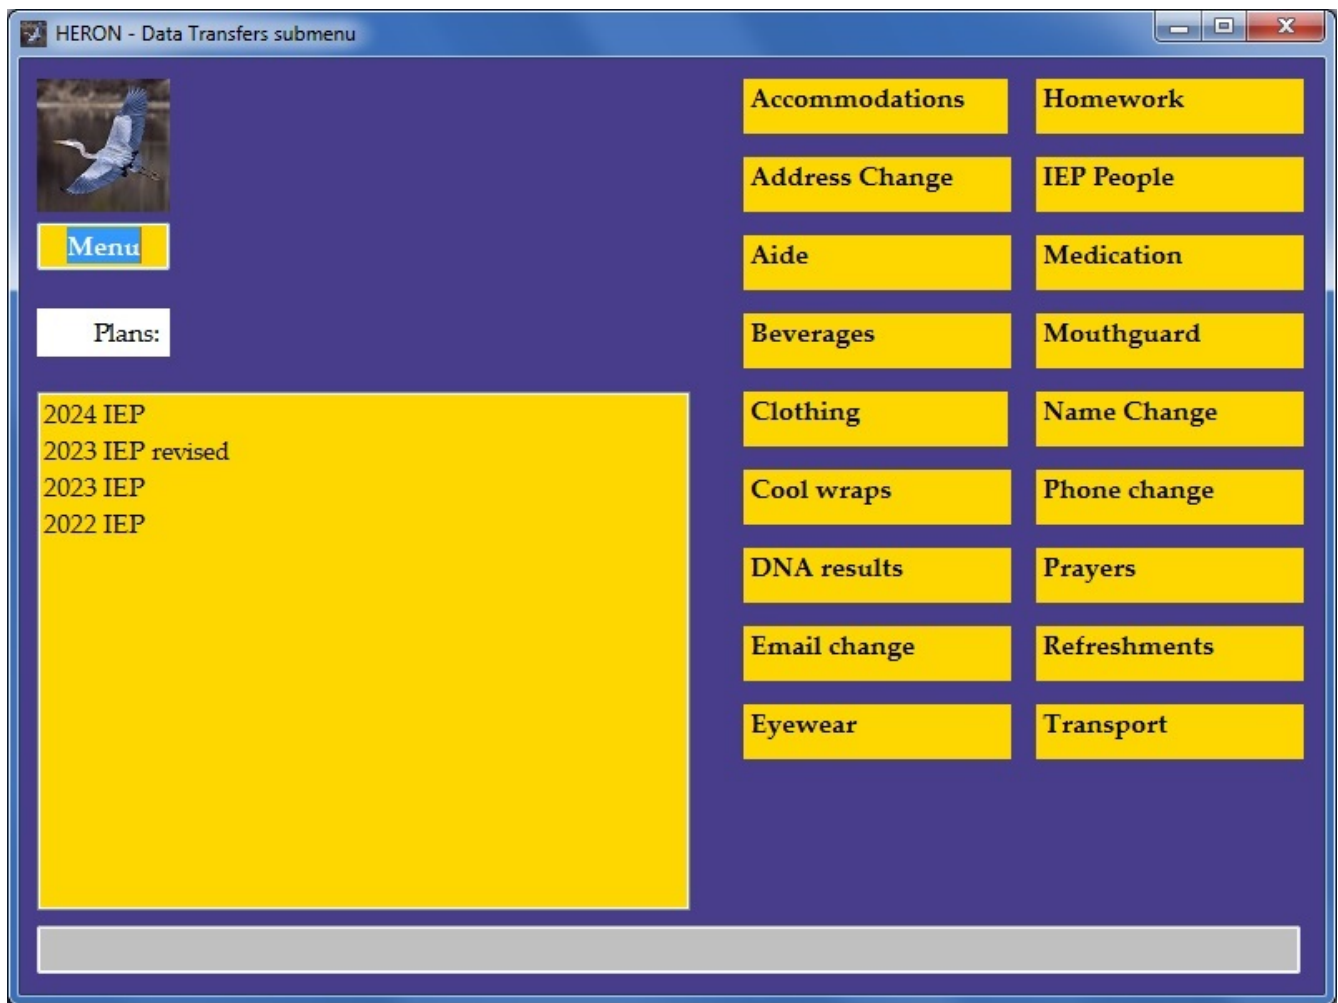 HERON - Data Transfers submenu
Menu
Plans:
2024 IEP
2023 IEP revised
2023 IEP
2022 IEP
Accommodations
Address Change
Aide
Beverages
Clothing
Cool wraps
DNA results
Email change
Eyewear
Homework
IEP People
Medication
Mouthguard
Name Change
Phone change
Prayers
Refreshments
Transport